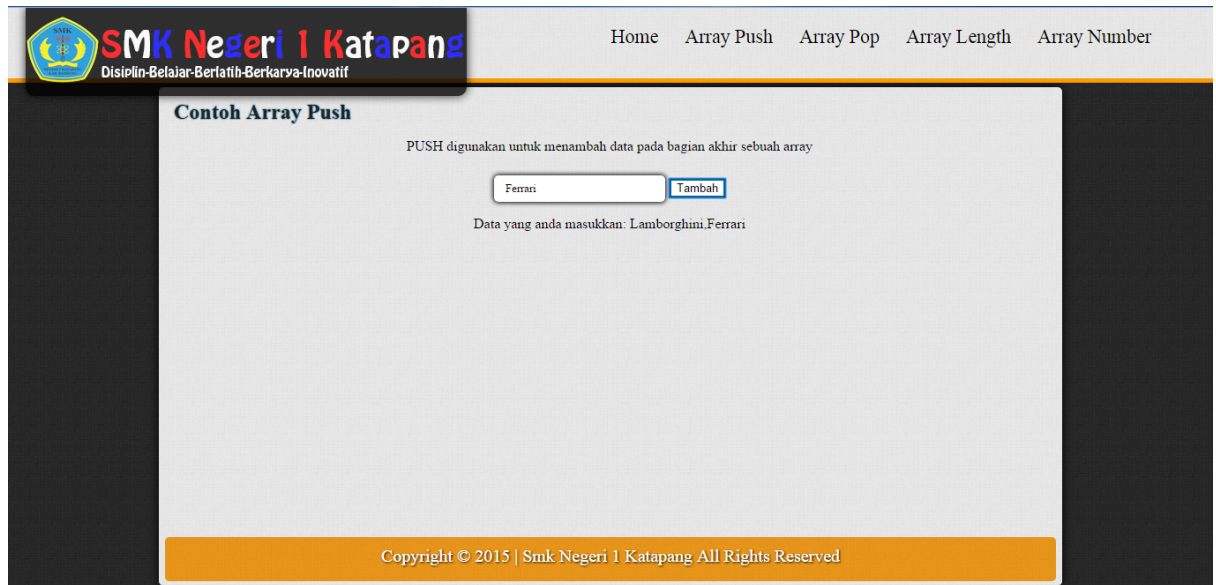 SMK
SMK Negeri 1 Katapang
Disiplin-Belajar-Berlatih-Berkarya-Inovatif
Home Array Push Array Pop Array Length Array Number
Contoh Array Push
PUSH digunakan untuk menambah data pada bagian akhir sebuah array
Ferrari Tambah
Data yang anda masukkan: Lamborghini,Ferrari
Copyright © 2015 | Smk Negeri 1 Katapang All Rights Reserved